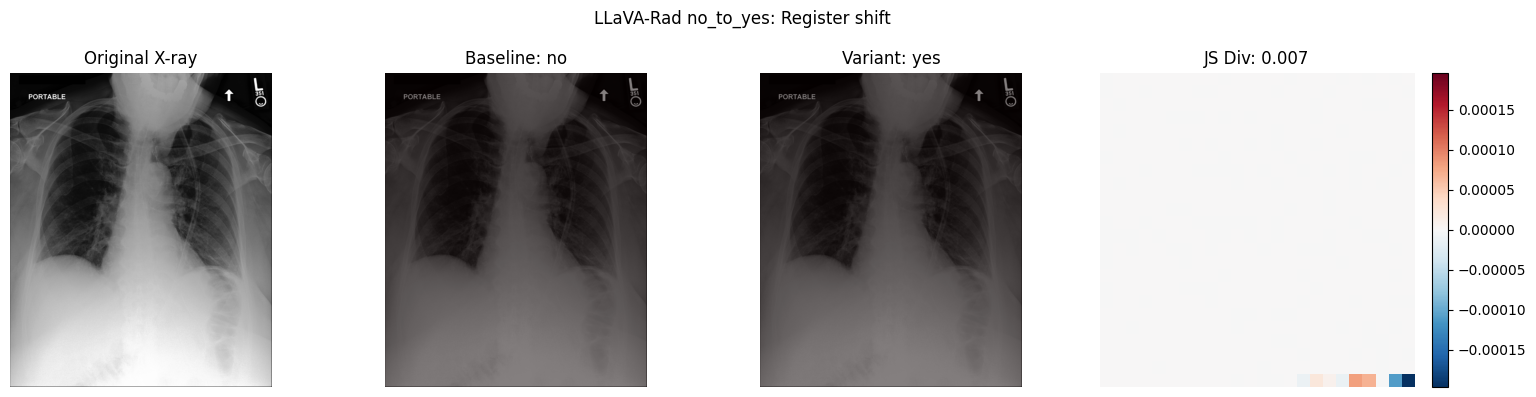 LLaVA-Rad no_to_yes: Register shift
Original X-ray
Baseline: no
Variant: yes
JS Div: 0.007
PORTABLE
L
PORTABLE
L
PORTABLE
L
0.00015
0.00010
0.00005
0.00000
−0.00005
−0.00010
−0.00015